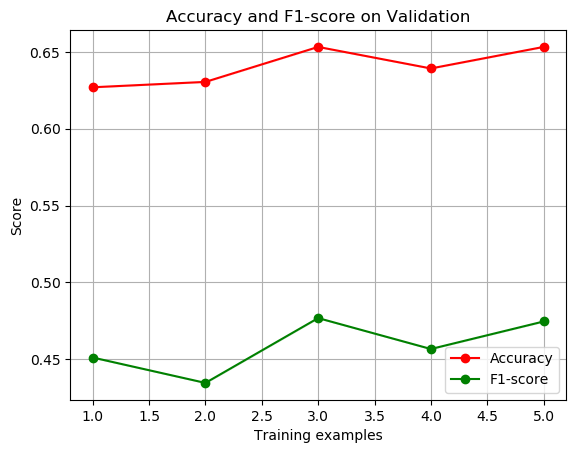 Accuracy and F1-score on Validation
0.65
0.60
0.55
0.50
0.45
Score
1.0 1.5 2.0 2.5 3.0 3.5 4.0 4.5 5.0
Training examples
Accuracy
F1-score